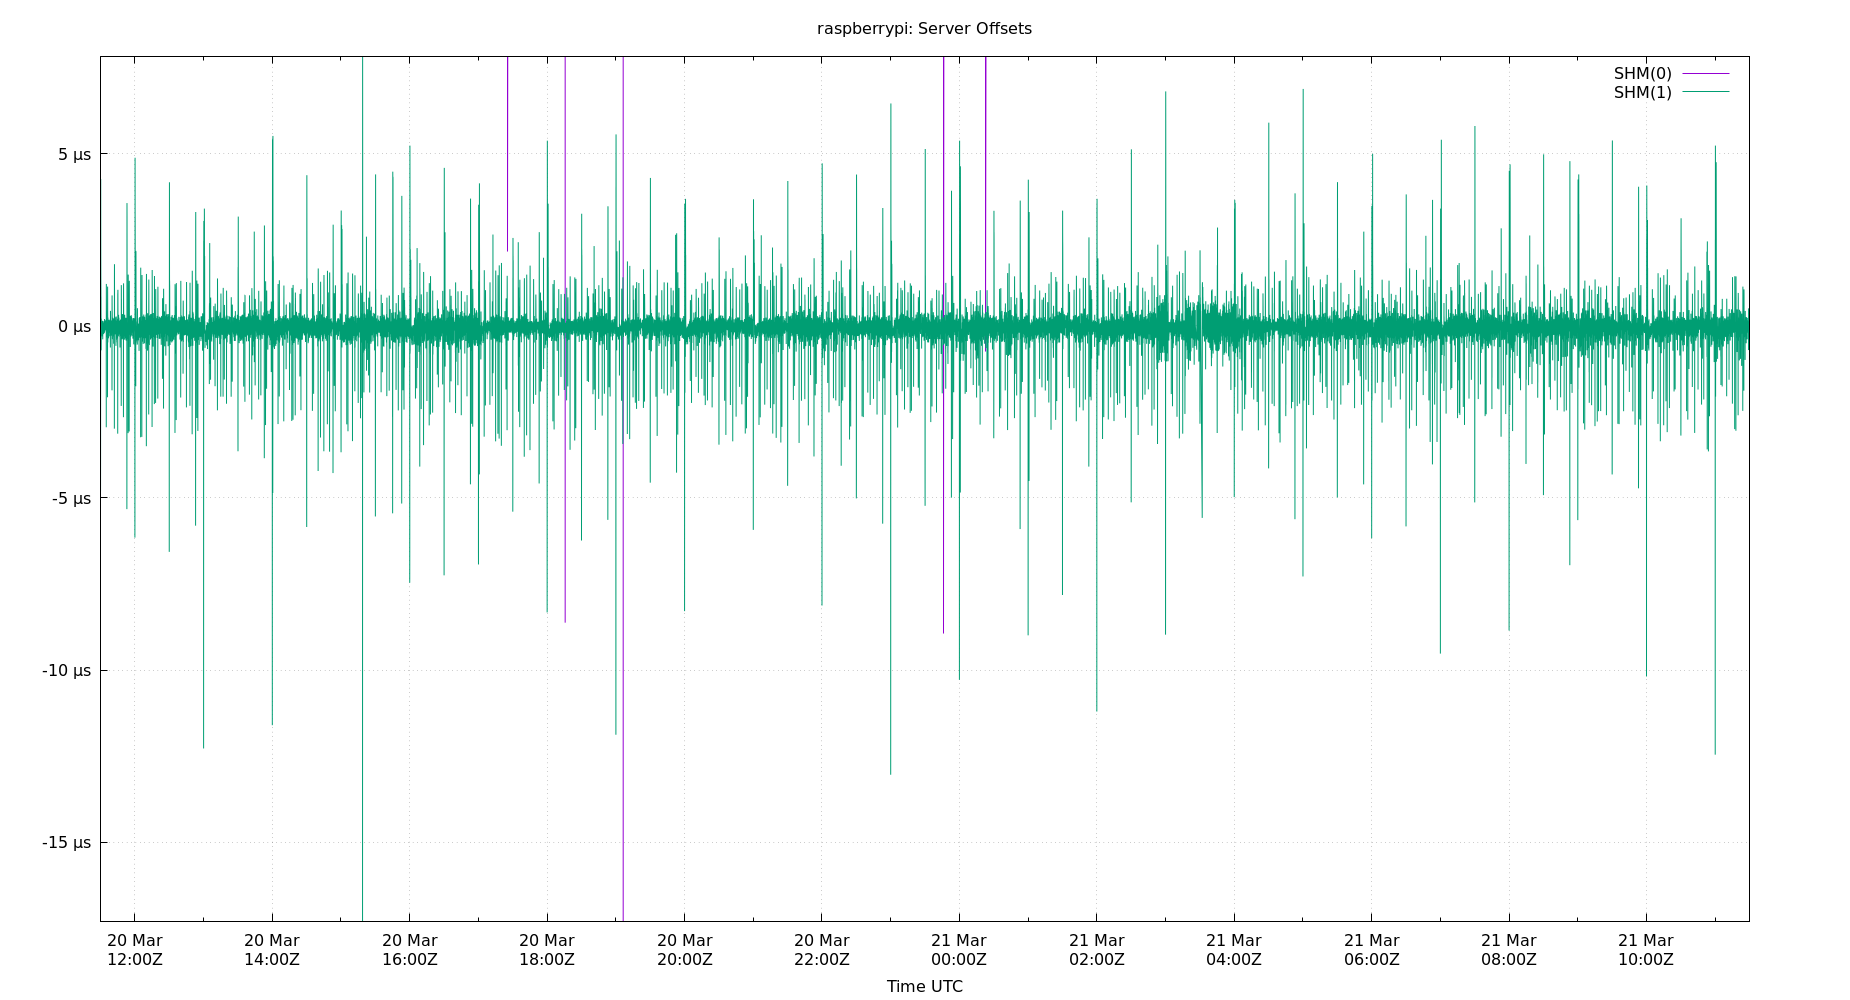 raspberrypi: Server Offsets
SHM(0)
SHM(1)
5 µs
0 µs
-5 µs
-10 µs
-15 µs
20 Mar 20 Mar 20 Mar 20 Mar 20 Mar 20 Mar 21 Mar 21 Mar 21 Mar 21 Mar 21 Mar 21 Mar
12:00Z 14:00Z 16:00Z 18:00Z 20:00Z 22:00Z 00:00Z 02:00Z 04:00Z 06:00Z 08:00Z 10:00Z
Time UTC